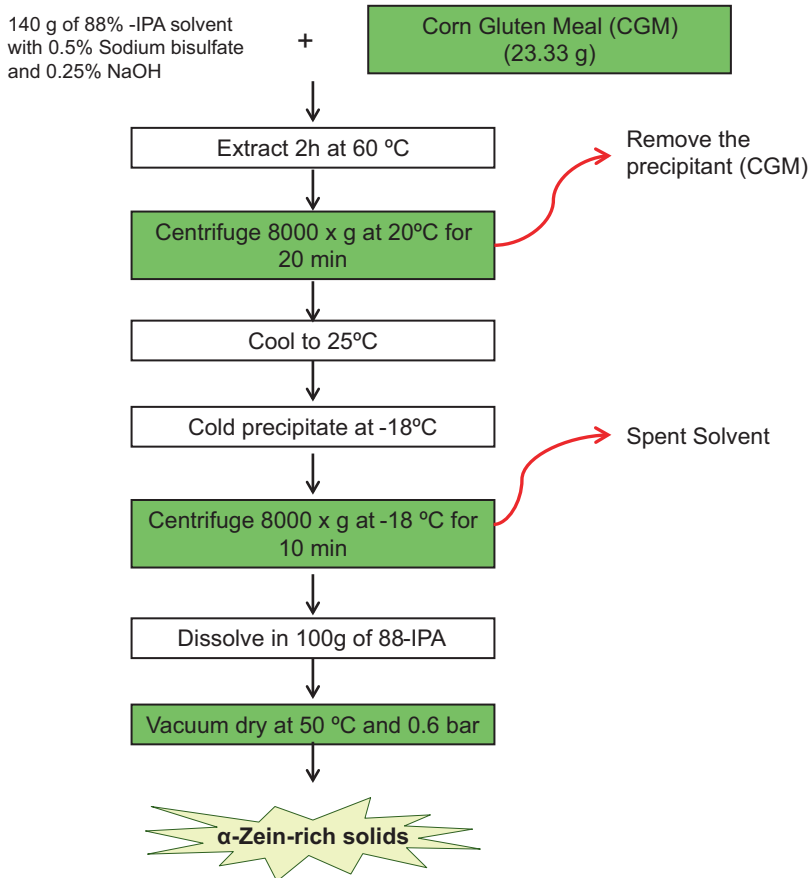 140 g of 88% -IPA solvent
with 0.5% Sodium bisulfate
and 0.25% NaOH
+
Corn Gluten Meal (CGM)
(23.33 g)
Extract 2h at 60 ºC
Remove the
precipitant (CGM)
Centrifuge 8000 x g at 20ºC for
20 min
Cool to 25ºC
Cold precipitate at -18ºC
Spent Solvent
Centrifuge 8000 x g at -18 ºC for
10 min
Dissolve in 100g of 88-IPA
Vacuum dry at 50 ºC and 0.6 bar
α-Zein-rich solids